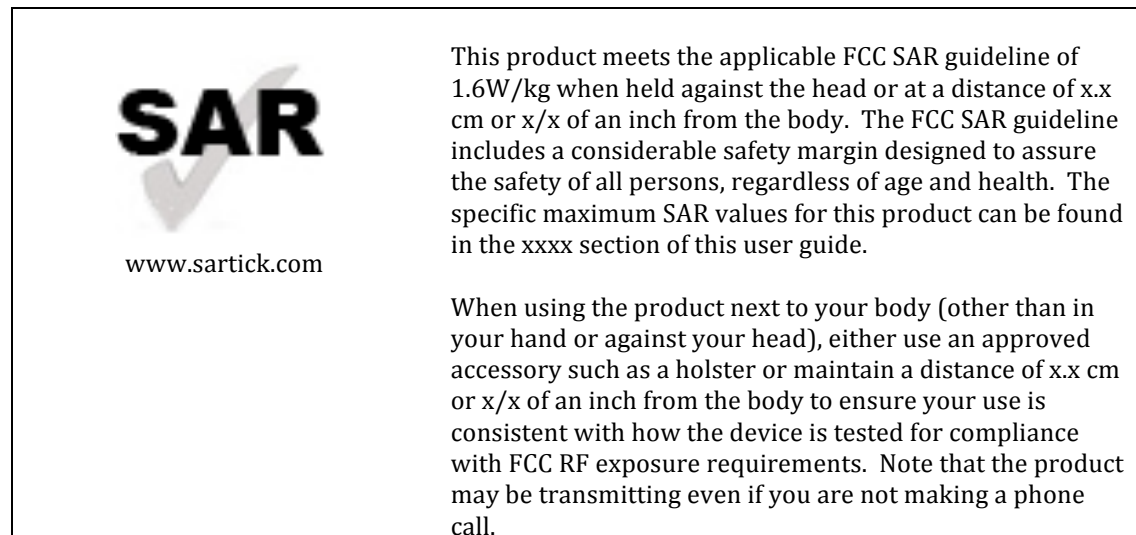 SAR
www.sartick.com
This product meets the applicable FCC SAR guideline of
1.6W/kg when held against the head or at a distance of x.x
cm or x/x of an inch from the body.  The FCC SAR guideline
includes a considerable safety margin designed to assure
the safety of all persons, regardless of age and health.  The
specific maximum SAR values for this product can be found
in the xxxx section of this user guide.
When using the product next to your body (other than in
your hand or against your head), either use an approved
accessory such as a holster or maintain a distance of x.x cm
or x/x of an inch from the body to ensure your use is
consistent with how the device is tested for compliance
with FCC RF exposure requirements.  Note that the product
may be transmitting even if you are not making a phone
call.